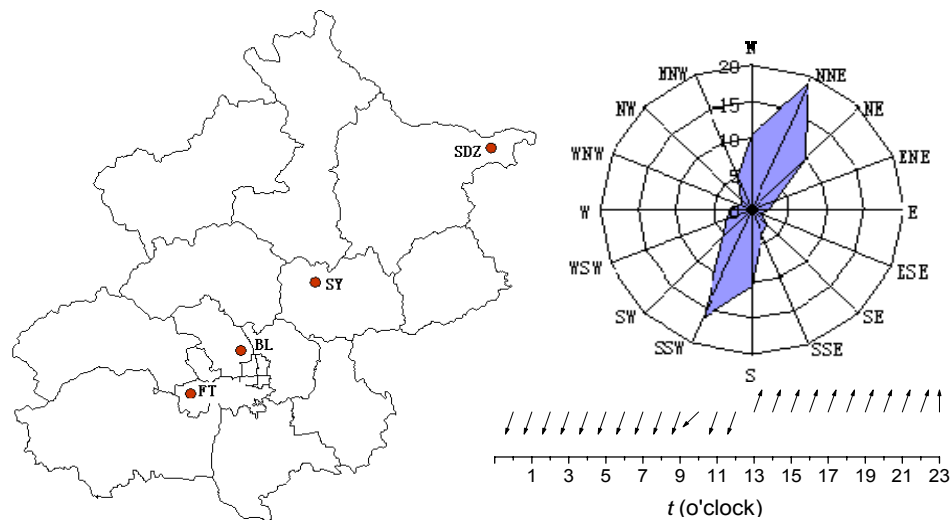 SDZ
SY
BL
FT
N
NNE
NE
ENE
E
ESE
SE
SSE
S
SSW
SW
WSW
W
WNW
NW
NNW
20
15
10
5
0
1 3 5 7 9 11 13 15 17 19 21 23
t (o'clock)